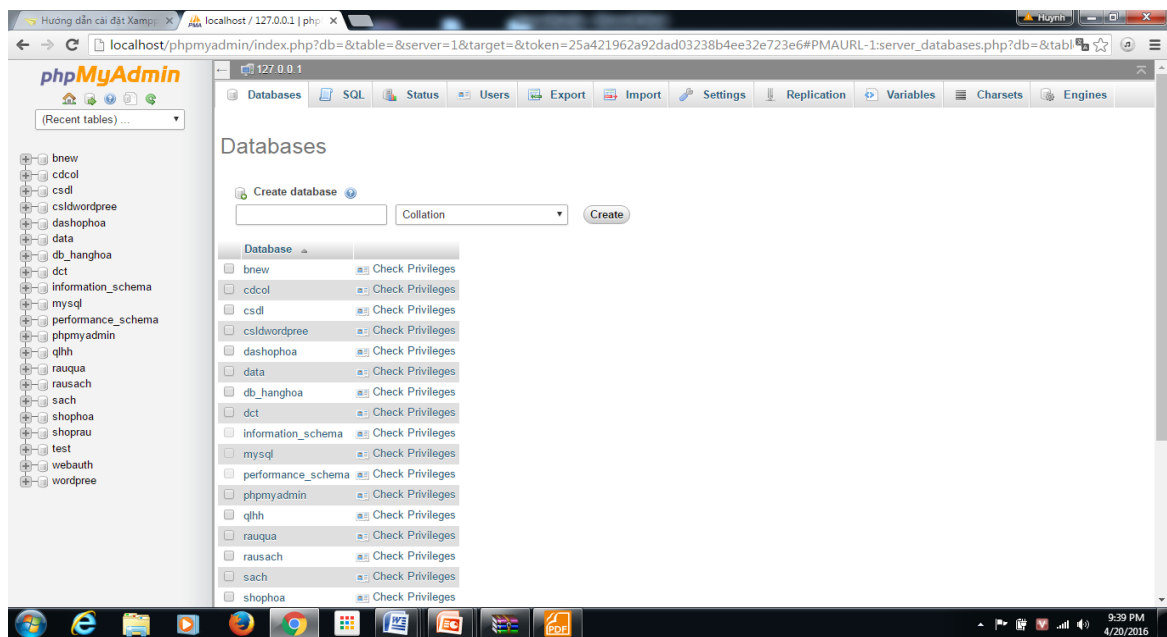 Hướng dẫn cài đặt Xamp
localhost / 127.0.0.1 | php
Huỳnh
localhost/phpmyadmin/index.php?db=&table=&server=1&target=&token=25a421962a92dad03238b4ee32e723e6#PMAURL-1:server_databases.php?db=&tabl
phpMyAdmin
(Recent tables) ...
bnew
cdcol
csdl
csldwordpree
dashophoa
data
db_hanghoa
dct
information_schema
mysql
performance_schema
phpmyadmin
qlhh
rauqua
rausach
sach
shophoa
shoprau
test
webauth
wordpree
127.0.0.1
Databases SQL Status Users Export Import Settings Replication Variables Charsets Engines
Databases
Create database
Collation Create
Database
bnew Check Privileges
cdcol Check Privileges
csdl Check Privileges
csldwordpree Check Privileges
dashophoa Check Privileges
data Check Privileges
db_hanghoa Check Privileges
dct Check Privileges
information_schema Check Privileges
mysql Check Privileges
performance_schema Check Privileges
phpmyadmin Check Privileges
qlhh Check Privileges
rauqua Check Privileges
rausach Check Privileges
sach Check Privileges
shophoa Check Privileges
9:39 PM
4/20/2016